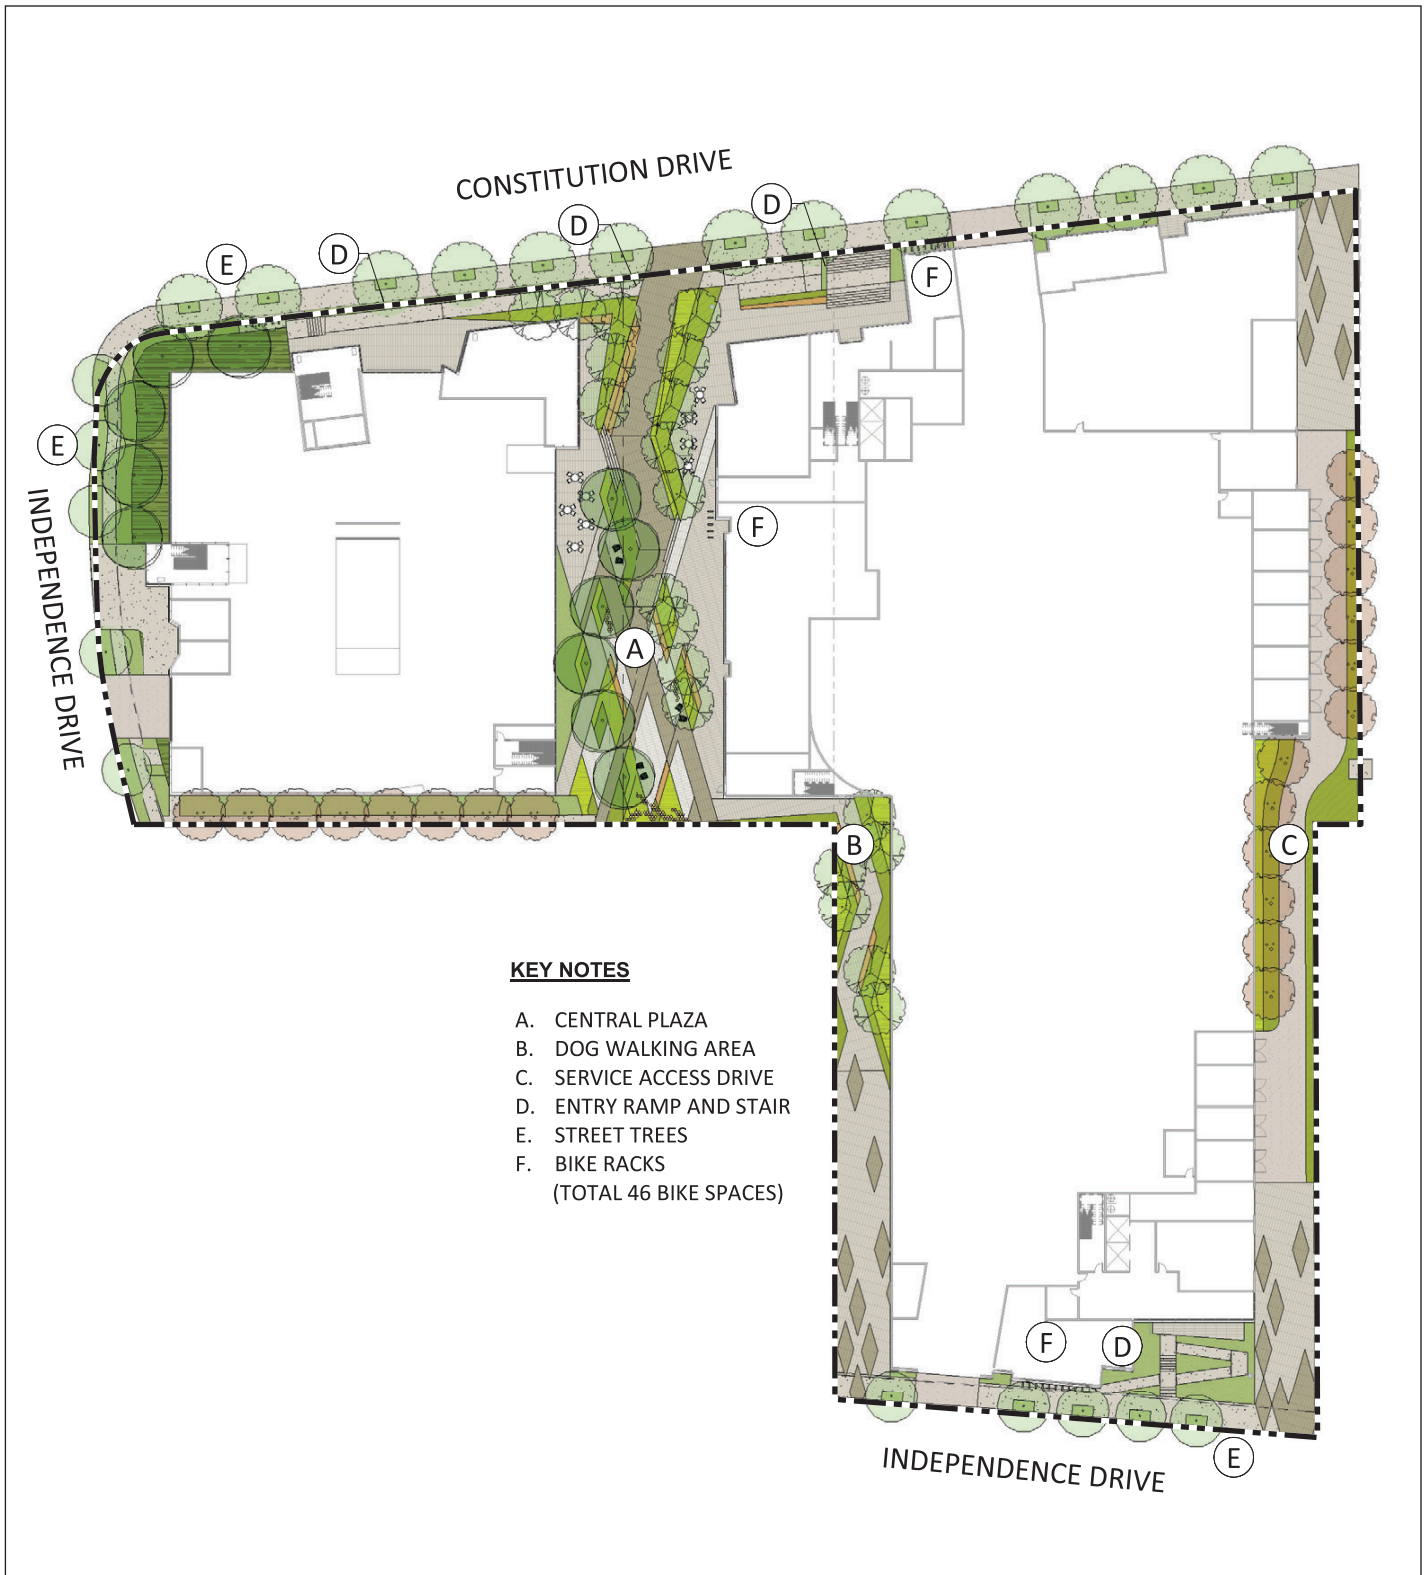 CONSTITUTION DRIVE
D
D
D
E
F
E
F
INDEPENDENCE DRIVE
A
B
C
KEY NOTES
A. CENTRAL PLAZA
B. DOG WALKING AREA
C. SERVICE ACCESS DRIVE
D. ENTRY RAMP AND STAIR
E. STREET TREES
F. BIKE RACKS
(TOTAL 46 BIKE SPACES)
F
D
E
INDEPENDENCE DRIVE